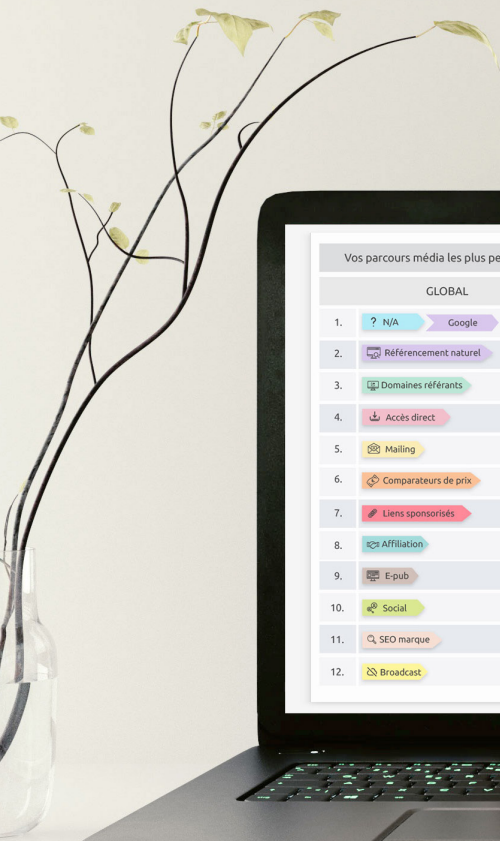 Vos parcours média les plus
GLOBAL
1. ? N/A Google
2. Référencement naturel
3. Domaines référants
4. Accès direct
5. Mailing
6. Comparateurs de prix
7. Liens sponsorisés
8. Affiliation
9. E-pub
10. Social
11. SEO marque
12. Broadcast